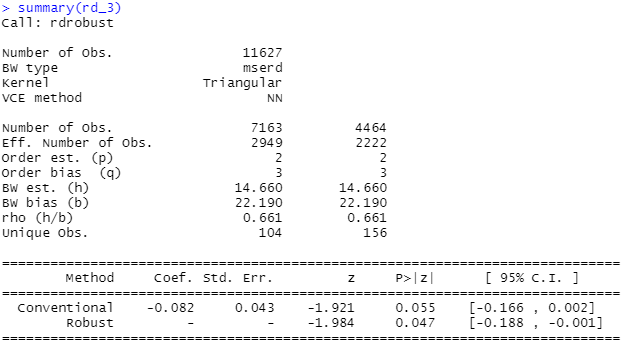 > summary(rd_3)
Call: rdrobust
Number of Obs. 11627
BW type mserd
Kernel Triangular
VCE method NN
Number of Obs. 7163 4464
Eff. Number of Obs. 2949 2222
Order est. (p) 2 2
Order bias (q) 3 3
BW est. (h) 14.660 14.660
BW bias (b) 22.190 22.190
rho (h/b) 0.661 0.661
Unique Obs. 104 156
=============================================================================
Method Coef. Std. Err. z P>|z| [ 95% C.I. ]
=============================================================================
Conventional -0.082 0.043 -1.921 0.055 [-0.166 , 0.002]
Robust - - -1.984 0.047 [-0.188 , -0.001]
=============================================================================